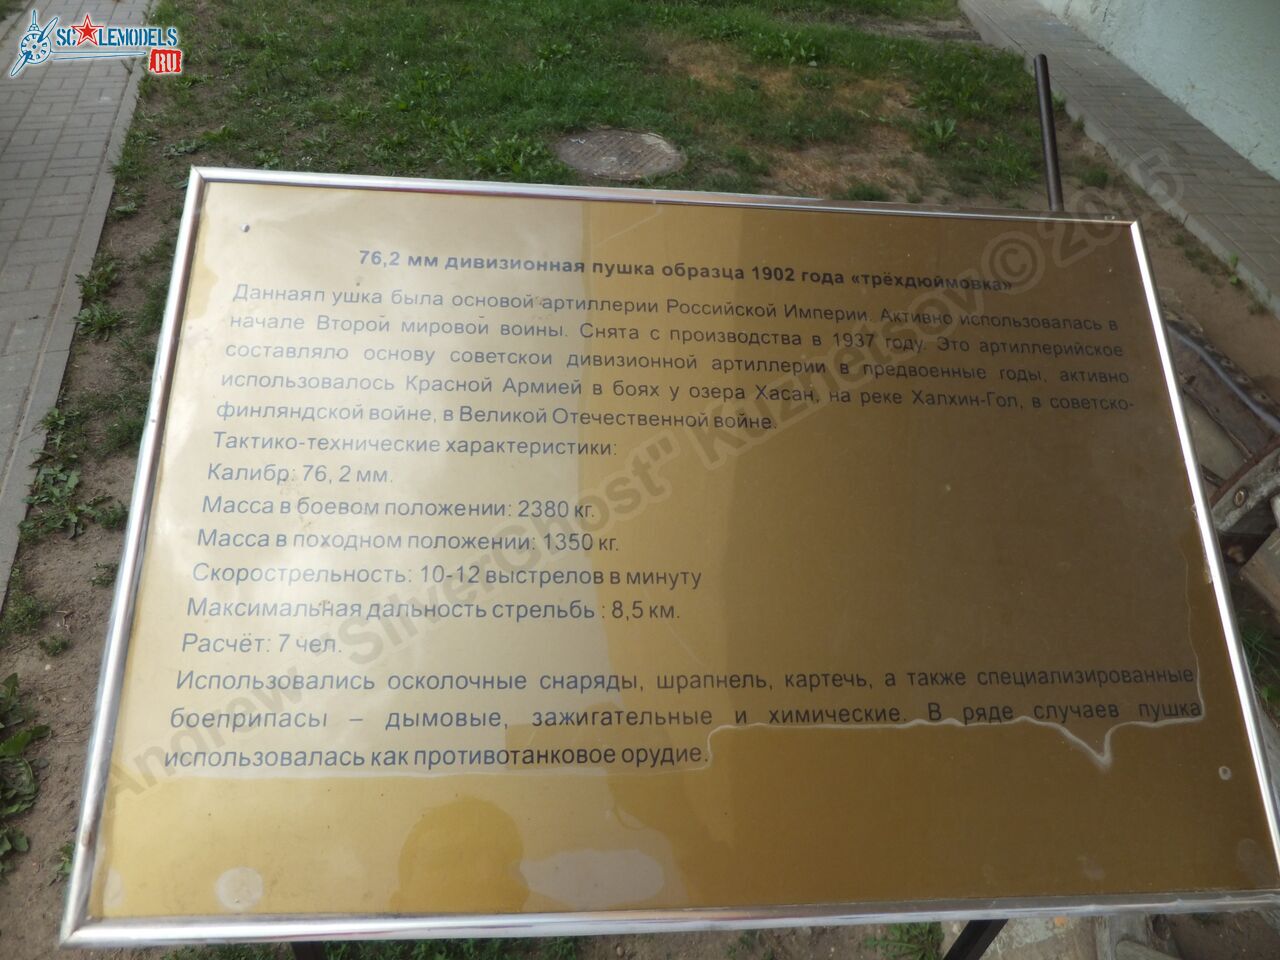 SCALEMODELS
RU
76,2 мм дивизионная пушка образца 1902 года «трёхдюймовка»
Даннаяп ушка была основой артиллерии Российской Империи. Активно использовалась в
начале Второй мировой воины. Снята с производства в 1937 году. Это артиллерийское
составляло основу советскои дивизионной артиллерии в предвоенные годы, активно
использовалось Красной Армией в боях у озера Хасан, на реке Халхин-Гол, в советско-
финляндской войне, в Великой Отечественной войне.
Тактико-технические характеристики:
Калибр: 76, 2 мм.
Масса в боевом положении: 2380 кг.
Масса в походном положении: 1350 кг.
Скорострельность: 10-12 выстрелов в минуту
Максимальная дальность стрельбь : 8,5 км.
Расчёт: 7 чел.
Использовались осколочные снаряды, шрапнель, картечь, а также специализированные
боеприпасы – дымовые, зажигательные и химические. В ряде случаев пушка
использовалась как противотанковое орудие.
Andrew "SilverGhost" Kuznetsov © 2015